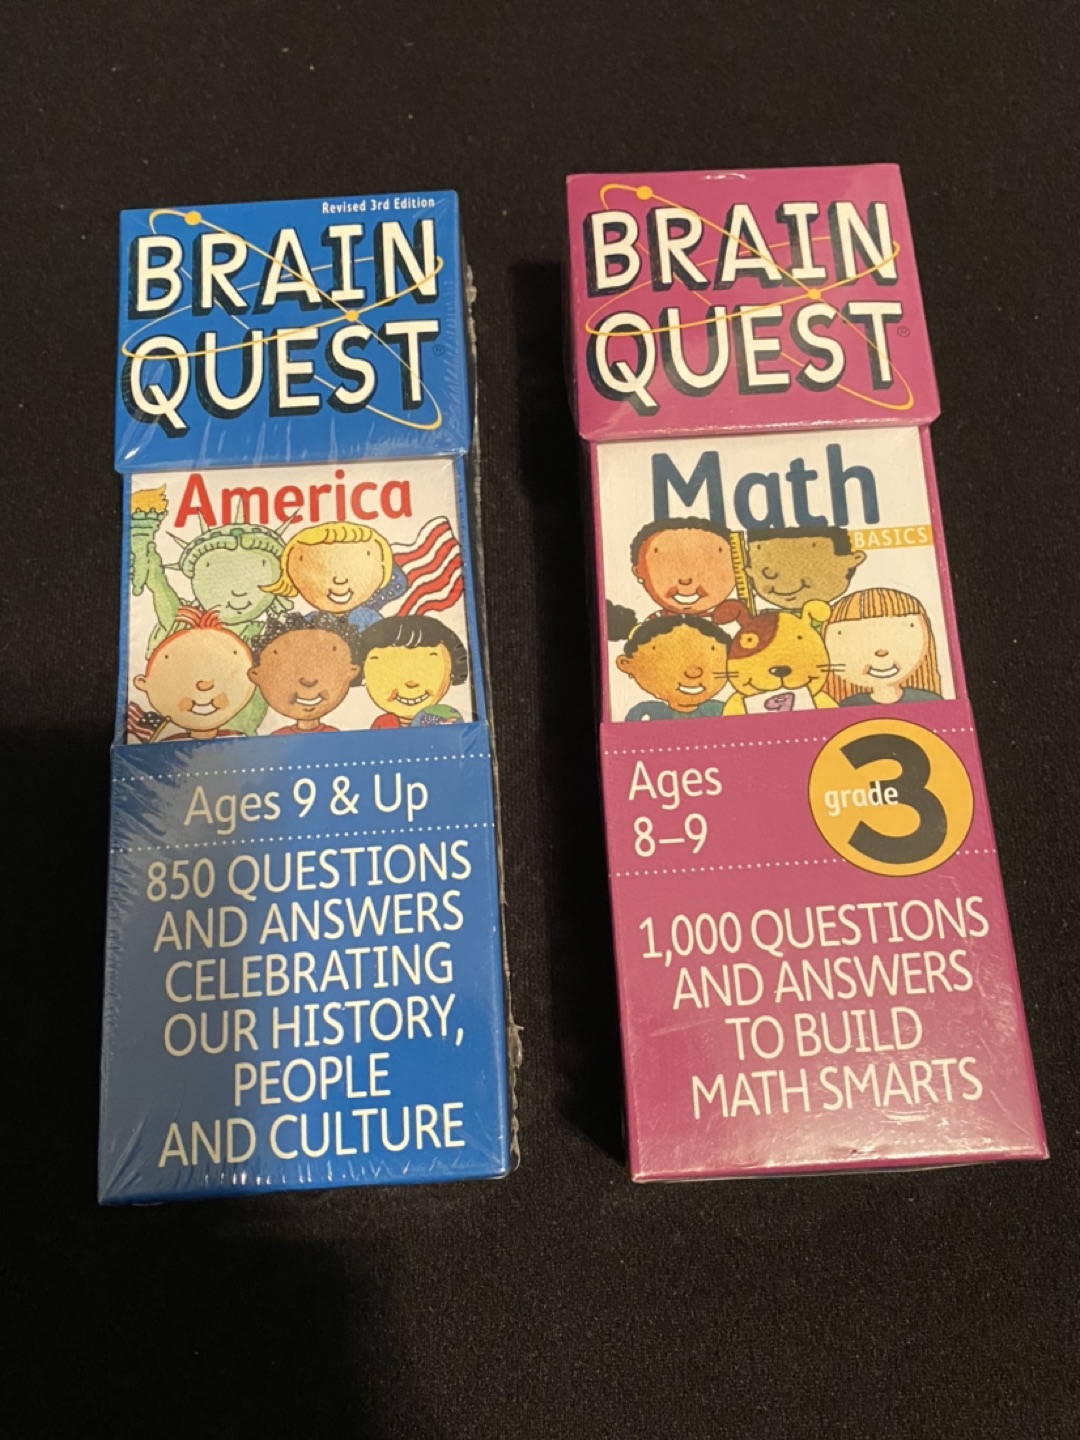 Revised 3rd Edition
BRAIN
QUEST®
America
Ages 9 & Up
850 QUESTIONS
AND ANSWERS
CELEBRATING
OUR HISTORY,
PEOPLE
AND CULTURE
BRAIN
QUEST®
Math
BASICS
Ages
8–9
grade 3
1,000 QUESTIONS
AND ANSWERS
TO BUILD
MATH SMARTS